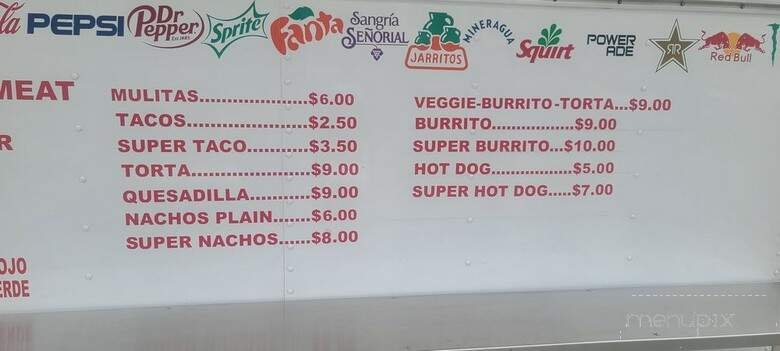 la PEPSI Dr Pepper Est. 1885 Sprite Fanta Sangría SEÑORIAL JARRITOS MINERAGUA Squirt POWERADE Red Bull
MEAT
R
OJO
ERDE
MULITAS..................$6.00
TACOS....................$2.50
SUPER TACO.........$3.50
TORTA....................$9.00
QUESADILLA..........$9.00
NACHOS PLAIN......$6.00
SUPER NACHOS......$8.00
VEGGIE-BURRITO-TORTA...$9.00
BURRITO..................$9.00
SUPER BURRITO...$10.00
HOT DOG................$5.00
SUPER HOT DOG.....$7.00
menupix